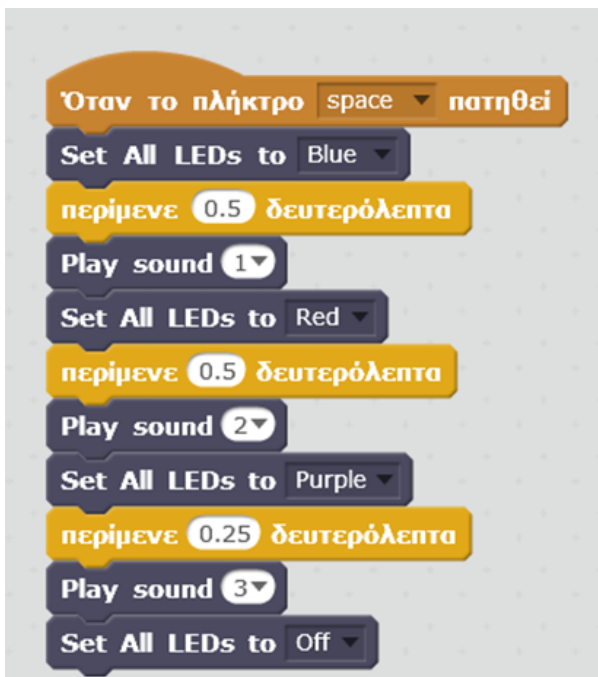 Όταν το πλήκτρο space πατηθεί
Set All LEDs to Blue
περίμενε 0.5 δευτερόλεπτα
Play sound 1
Set All LEDs to Red
περίμενε 0.5 δευτερόλεπτα
Play sound 2
Set All LEDs to Purple
περίμενε 0.25 δευτερόλεπτα
Play sound 3
Set All LEDs to Off